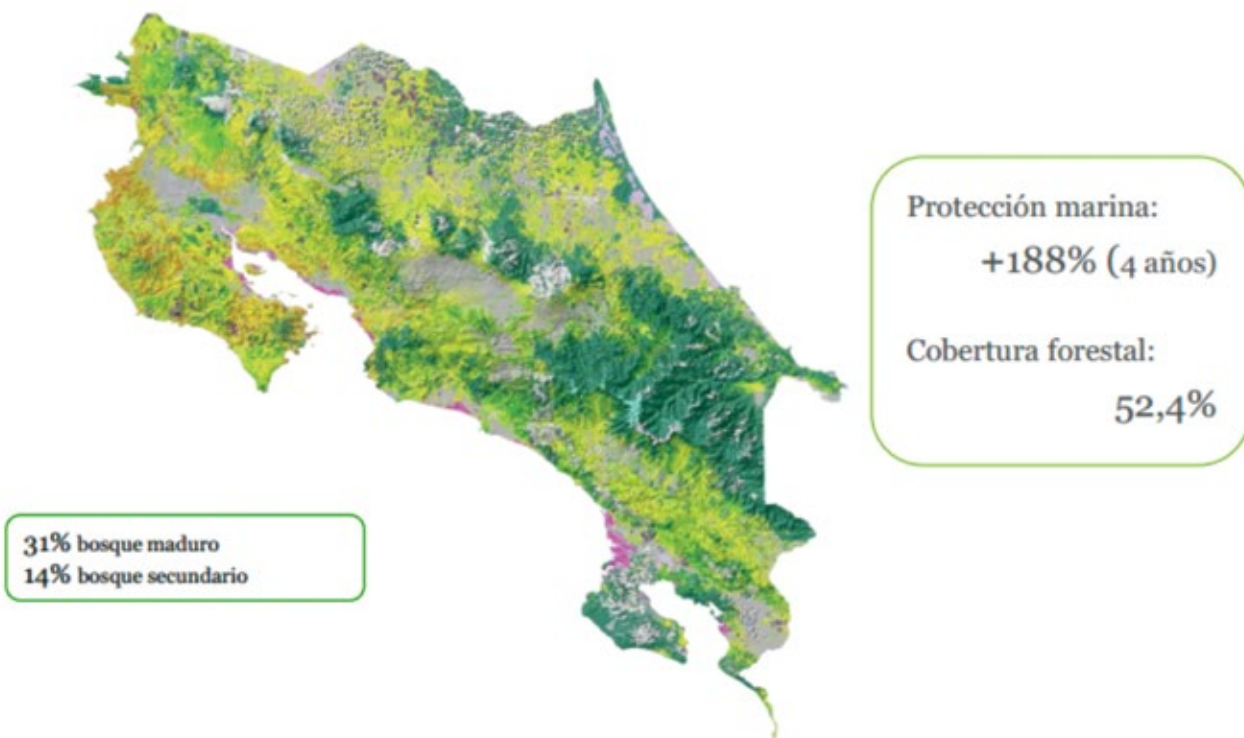 Protección marina:
+188% (4 años)
Cobertura forestal:
52,4%
31% bosque maduro
14% bosque secundario